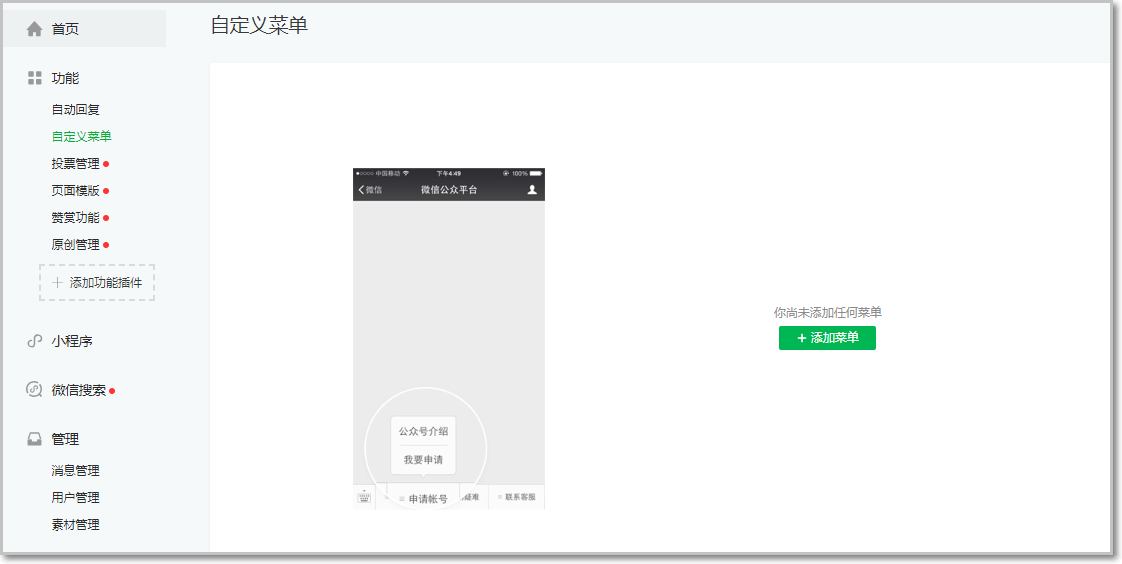 首页
自定义菜单
功能
自动回复
自定义菜单
投票管理
页面模版
赞赏功能
原创管理
添加功能插件
小程序
微信搜索
管理
消息管理
用户管理
素材管理
中国移动 下午4:49 100%
微信 微信公众平台
你尚未添加任何菜单
+ 添加菜单
公众号介绍
我要申请
申请帐号 疑难 联系客服